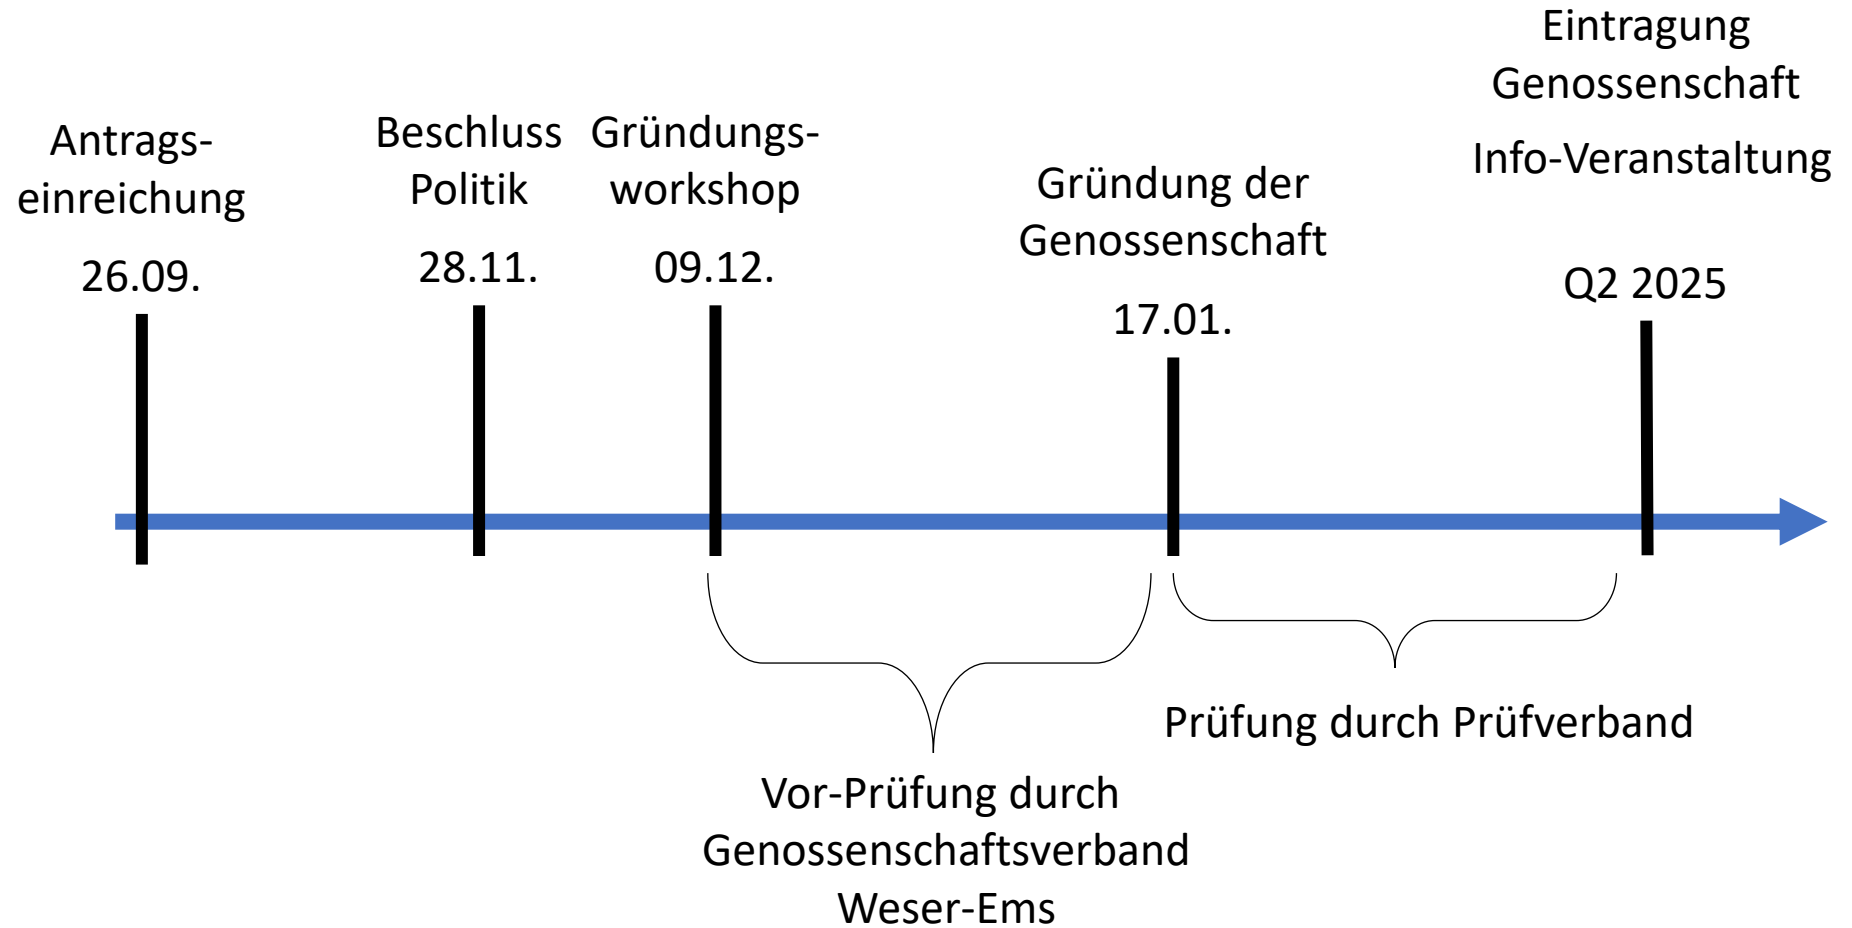 Antrags-
einreichung
26.09.
Beschluss
Politik
28.11.
Gründungs-
workshop
09.12.
Gründung der
Genossenschaft
17.01.
Eintragung
Genossenschaft
Info-Veranstaltung
Q2 2025
Vor-Prüfung durch
Genossenschaftsverband
Weser-Ems
Prüfung durch Prüfverband